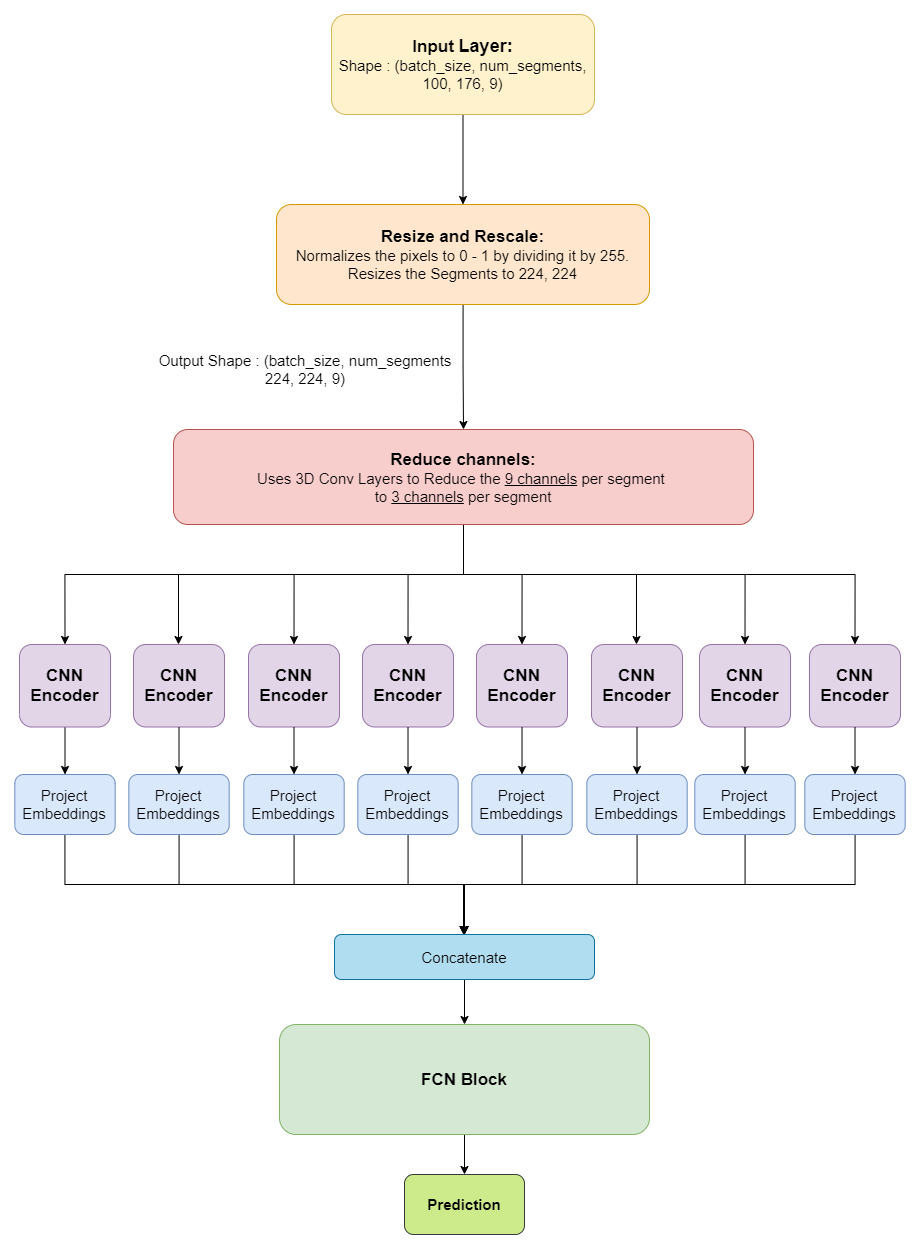 Input Layer:
Shape : (batch_size, num_segments,
100, 176, 9)
Resize and Rescale:
Normalizes the pixels to 0 - 1 by dividing it by 255.
Resizes the Segments to 224, 224
Output Shape : (batch_size, num_segments
224, 224, 9)
Reduce channels:
Uses 3D Conv Layers to Reduce the 9 channels per segment
to 3 channels per segment
CNN
Encoder
CNN
Encoder
CNN
Encoder
CNN
Encoder
CNN
Encoder
CNN
Encoder
CNN
Encoder
CNN
Encoder
Project
Embeddings
Project
Embeddings
Project
Embeddings
Project
Embeddings
Project
Embeddings
Project
Embeddings
Project
Embeddings
Project
Embeddings
Concatenate
FCN Block
Prediction